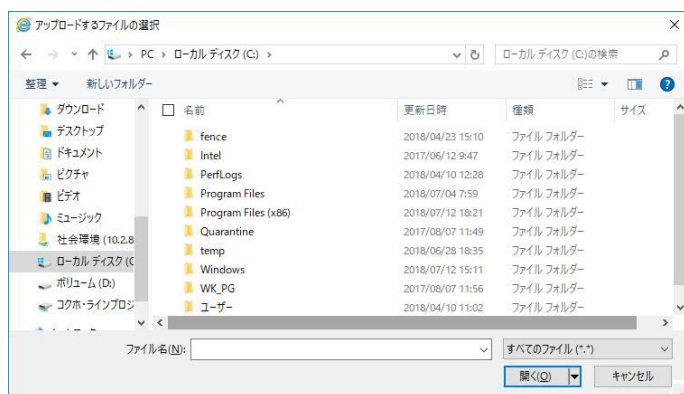 アップロードするファイルの選択
PC > ローカル ディスク (C:) >
ローカル ディスク (C:)の検索
整理 新しいフォルダー
ダウンロード
デスクトップ
ドキュメント
ピクチャ
ビデオ
ミュージック
社会環境 (10.2.8
ローカル ディスク (C
ボリューム (D:)
コクホ・ラインプロジ
名前 更新日時 種類 サイズ
fence 2018/04/23 15:10 ファイル フォルダー
Intel 2017/06/12 9:47 ファイル フォルダー
PerfLogs 2018/04/10 12:28 ファイル フォルダー
Program Files 2018/07/04 7:59 ファイル フォルダー
Program Files (x86) 2018/07/12 18:21 ファイル フォルダー
Quarantine 2017/08/07 11:49 ファイル フォルダー
temp 2018/06/28 18:35 ファイル フォルダー
Windows 2018/07/12 15:11 ファイル フォルダー
WK_PG 2017/08/07 11:56 ファイル フォルダー
ユーザー 2018/04/10 11:02 ファイル フォルダー
ファイル名(N): すべてのファイル (*.*)
開く(O) キャンセル